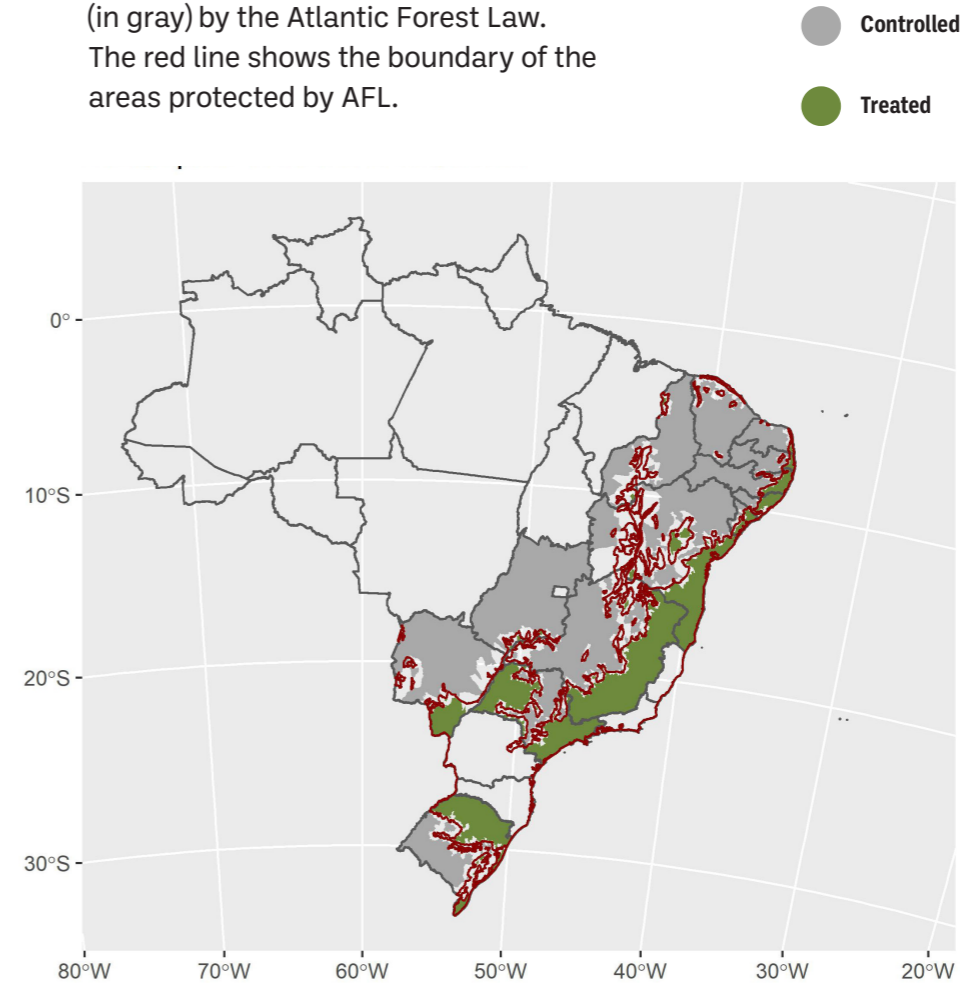 (in gray) by the Atlantic Forest Law.
The red line shows the boundary of the
areas protected by AFL.
Controlled
Treated
0°
10°S
20°S
30°S
80°W
70°W
60°W
50°W
40°W
30°W
20°W